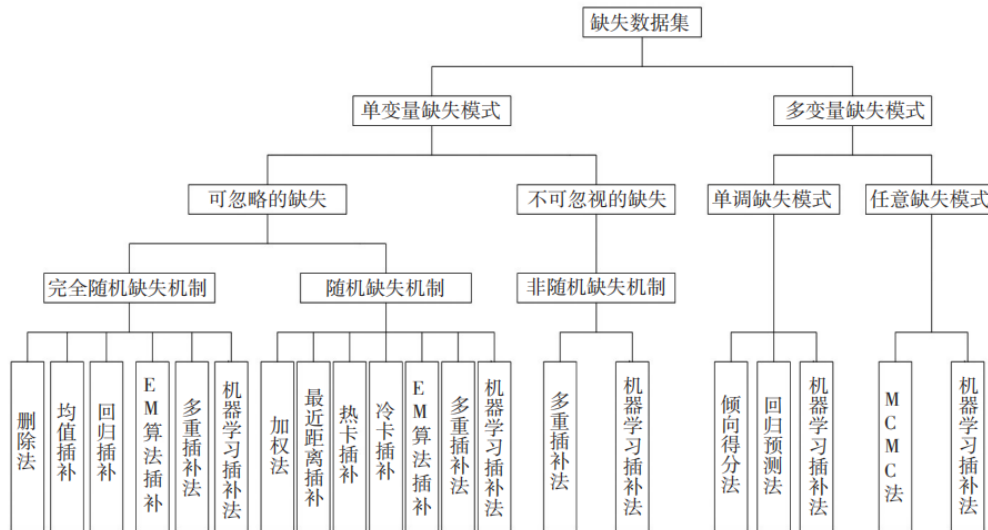 缺失数据集
单变量缺失模式
多变量缺失模式
可忽略的缺失
不可忽视的缺失
单调缺失模式
任意缺失模式
完全随机缺失机制
随机缺失机制
非随机缺失机制
删除法
均值插补
回归插补
EM算法插补
多重插补法
机器学习插补法
加权法
最近距离插补
热卡插补
冷卡插补
EM算法插补
多重插补法
机器学习插补法
多重插补法
机器学习插补法
倾向得分法
回归预测法
机器学习插补法
MCMC法
机器学习插补法